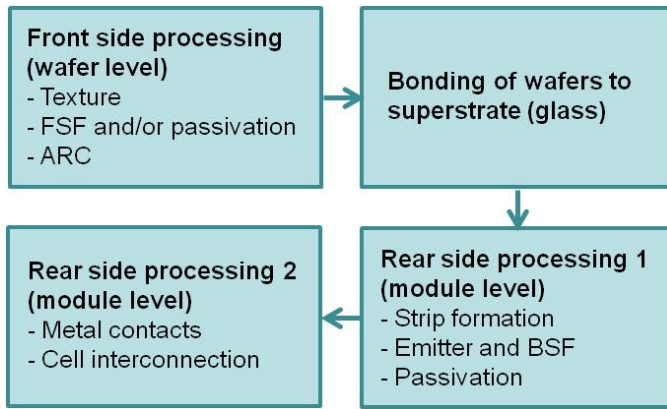 Front side processing
(wafer level)
- Texture
- FSF and/or passivation
- ARC
Bonding of wafers to
superstrate (glass)
Rear side processing 1
(module level)
- Strip formation
- Emitter and BSF
- Passivation
Rear side processing 2
(module level)
- Metal contacts
- Cell interconnection